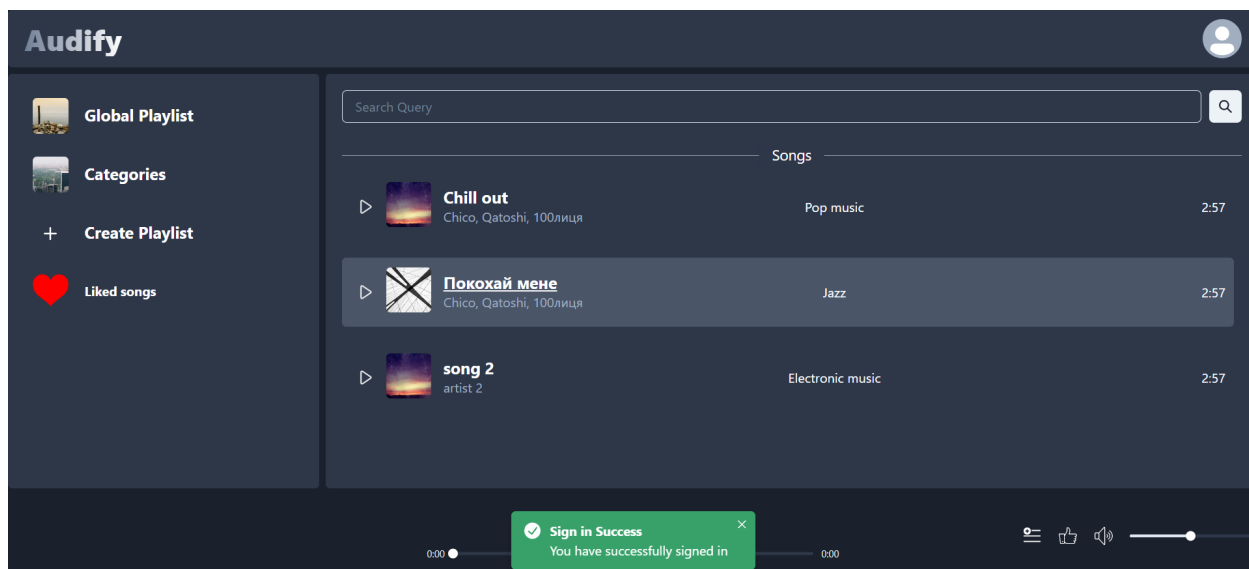 Audify
Global Playlist
Categories
Create Playlist
Liked songs
Search Query
Songs
Chill out
Chico, Qatoshi, 100лиця
Pop music
2:57
Покохай мене
Chico, Qatoshi, 100лиця
Jazz
2:57
song 2
artist 2
Electronic music
2:57
Sign in Success
You have successfully signed in
0:00
0:00